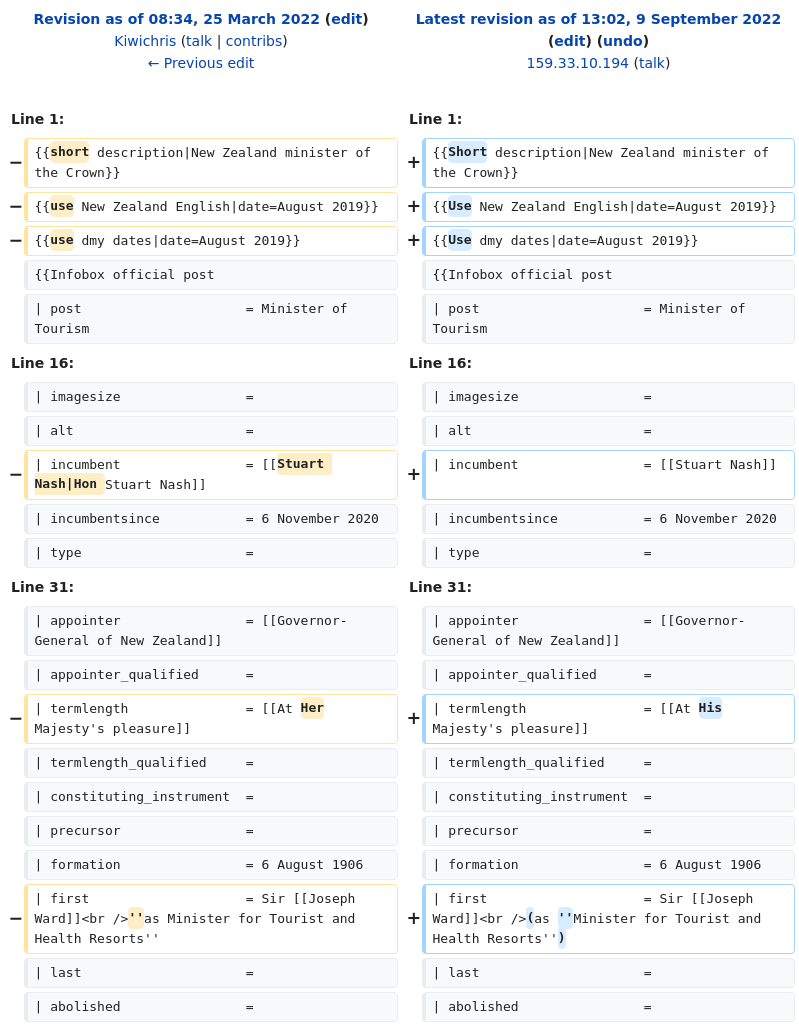 Revision as of 08:34, 25 March 2022 (edit)
Kiwichris (talk | contribs)
← Previous edit
Latest revision as of 13:02, 9 September 2022
(edit) (undo)
159.33.10.194 (talk)
Line 1:
Line 1:
− {{short description|New Zealand minister of
the Crown}}
+ {{Short description|New Zealand minister of
the Crown}}
− {{use New Zealand English|date=August 2019}}
+ {{Use New Zealand English|date=August 2019}}
− {{use dmy dates|date=August 2019}}
+ {{Use dmy dates|date=August 2019}}
{{Infobox official post
{{Infobox official post
| post = Minister of
Tourism
| post = Minister of
Tourism
Line 16:
Line 16:
| imagesize =
| imagesize =
| alt =
| alt =
− | incumbent = [[Stuart
Nash|Hon Stuart Nash]]
+ | incumbent = [[Stuart Nash]]
| incumbentsince = 6 November 2020
| incumbentsince = 6 November 2020
| type =
| type =
Line 31:
Line 31:
| appointer = [[Governor-
General of New Zealand]]
| appointer = [[Governor-
General of New Zealand]]
| appointer_qualified =
| appointer_qualified =
− | termlength = [[At Her
Majesty's pleasure]]
+ | termlength = [[At His
Majesty's pleasure]]
| termlength_qualified =
| termlength_qualified =
| constituting_instrument =
| constituting_instrument =
| precursor =
| precursor =
| formation = 6 August 1906
| formation = 6 August 1906
− | first = Sir [[Joseph
Ward]]<br />''as Minister for Tourist and
Health Resorts''
+ | first = Sir [[Joseph
Ward]]<br />(as ''Minister for Tourist and
Health Resorts'')
| last =
| last =
| abolished =
| abolished =